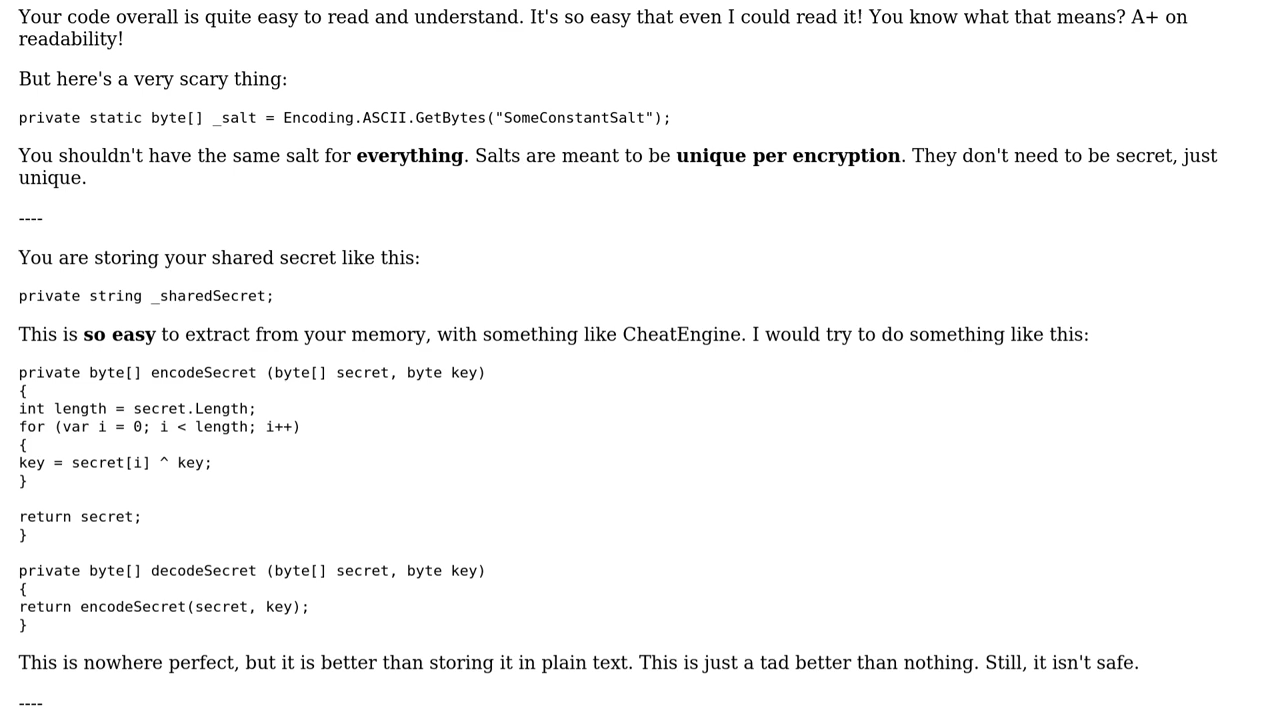 Your code overall is quite easy to read and understand. It's so easy that even I could read it! You know what that means? A+ on
readability!
But here's a very scary thing:
private static byte[] _salt = Encoding.ASCII.GetBytes("SomeConstantSalt");
You shouldn't have the same salt for everything. Salts are meant to be unique per encryption. They don't need to be secret, just
unique.
----
You are storing your shared secret like this:
private string _sharedSecret;
This is so easy to extract from your memory, with something like CheatEngine. I would try to do something like this:
private byte[] encodeSecret (byte[] secret, byte key)
{
int length = secret.Length;
for (var i = 0; i < length; i++)
{
key = secret[i] ^ key;
}
return secret;
}
private byte[] decodeSecret (byte[] secret, byte key)
{
return encodeSecret(secret, key);
}
This is nowhere perfect, but it is better than storing it in plain text. This is just a tad better than nothing. Still, it isn't safe.
----